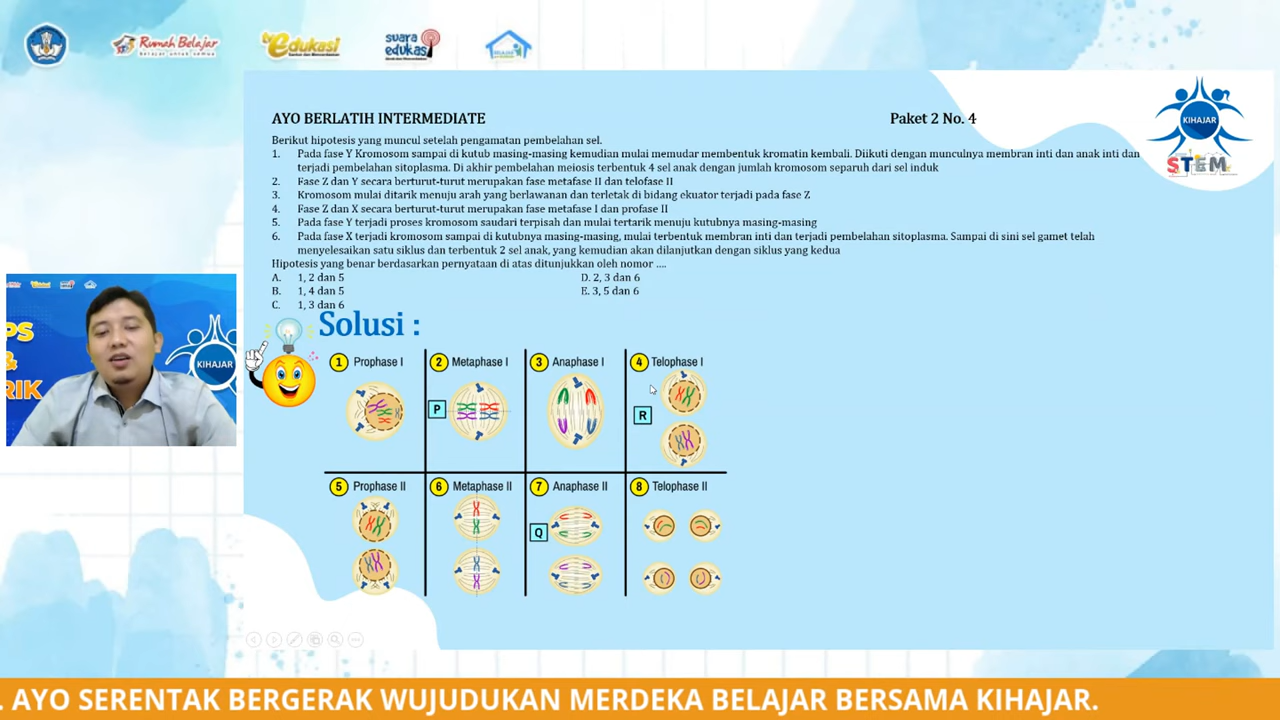 Rumah Belajar
Belajar untuk semua
tv edukasi
suara
edukasi
AYO BERLATIH INTERMEDIATE
Paket 2 No. 4
Berikut hipotesis yang muncul setelah pengamatan pembelahan sel.
1. Pada fase Y Kromosom sampai di kutub masing-masing kemudian mulai memudar membentuk kromatin kembali. Diikuti dengan munculnya membran inti dan anak inti dan
terjadi pembelahan sitoplasma. Di akhir pembelahan meiosis terbentuk 4 sel anak dengan jumlah kromosom separuh dari sel induk
2. Fase Z dan Y secara berturut-turut merupakan fase metafase II dan telofase II
3. Kromosom mulai ditarik menuju arah yang berlawanan dan terletak di bidang ekuator terjadi pada fase Z
4. Fase Z dan X secara berturut-turut merupakan fase metafase I dan profase II
5. Pada fase Y terjadi proses kromosom saudari terpisah dan mulai tertarik menuju kutubnya masing-masing
6. Pada fase X terjadi kromosom sampai di kutubnya masing-masing, mulai terbentuk membran inti dan terjadi pembelahan sitoplasma. Sampai di sini sel gamet telah
menyelesaikan satu siklus dan terbentuk 2 sel anak, yang kemudian akan dilanjutkan dengan siklus yang kedua
Hipotesis yang benar berdasarkan pernyataan di atas ditunjukkan oleh nomor ....
A. 1, 2 dan 5
D. 2, 3 dan 6
B. 1, 4 dan 5
E. 3, 5 dan 6
C. 1, 3 dan 6
KIHAJAR
STEM
Solusi :
1 Prophase I
2 Metaphase I
3 Anaphase I
4 Telophase I
P
R
5 Prophase II
6 Metaphase II
7 Anaphase II
8 Telophase II
Q
PS
&
RIK
KIHAJAR
. AYO SERENTAK BERGERAK WUJUDUKAN MERDEKA BELAJAR BERSAMA KIHAJAR.